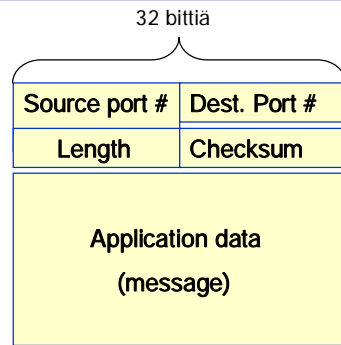 32 bittiä
Source port # Dest. Port #
Length Checksum
Application data
(message)